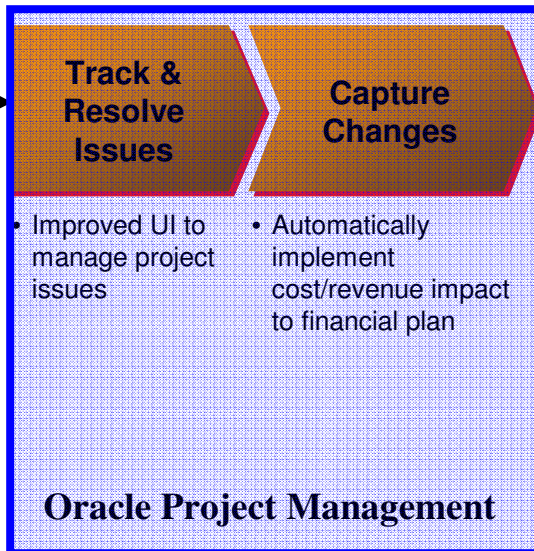 Track &
Resolve
Issues
Capture
Changes
• Improved UI to
manage project
issues
• Automatically
implement
cost/revenue impact
to financial plan
Oracle Project Management